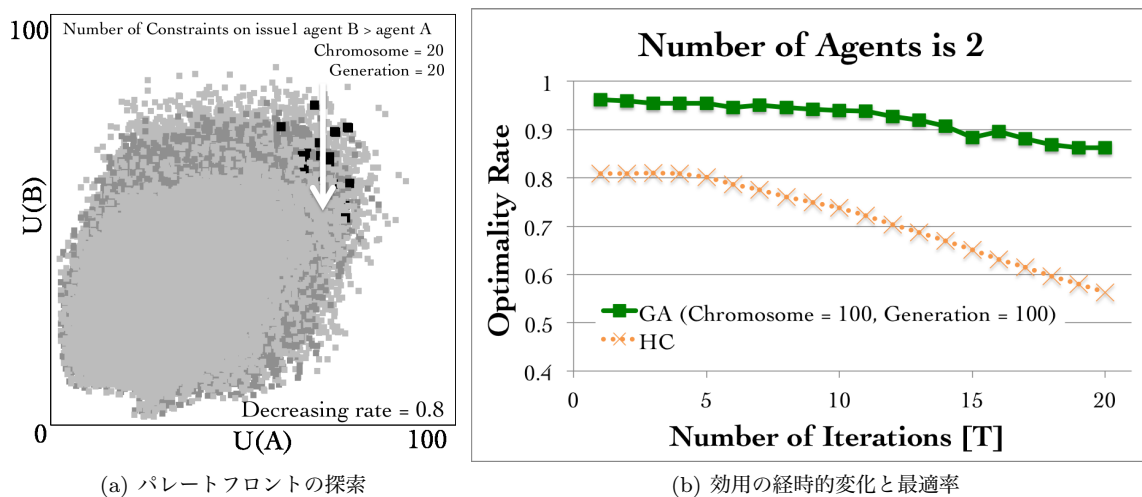 100
Number of Constraints on issue1 agent B > agent A
Chromosome = 20
Generation = 20
U(B)
Decreasing rate = 0.8
0
U(A)
100
(a) パレートフロントの探索
Number of Agents is 2
Optimality Rate
1
0.9
0.8
0.7
0.6
0.5
0.4
GA (Chromosome = 100, Generation = 100)
HC
0
5
10
15
20
Number of Iterations [T]
(b) 効用の経時的変化と最適率